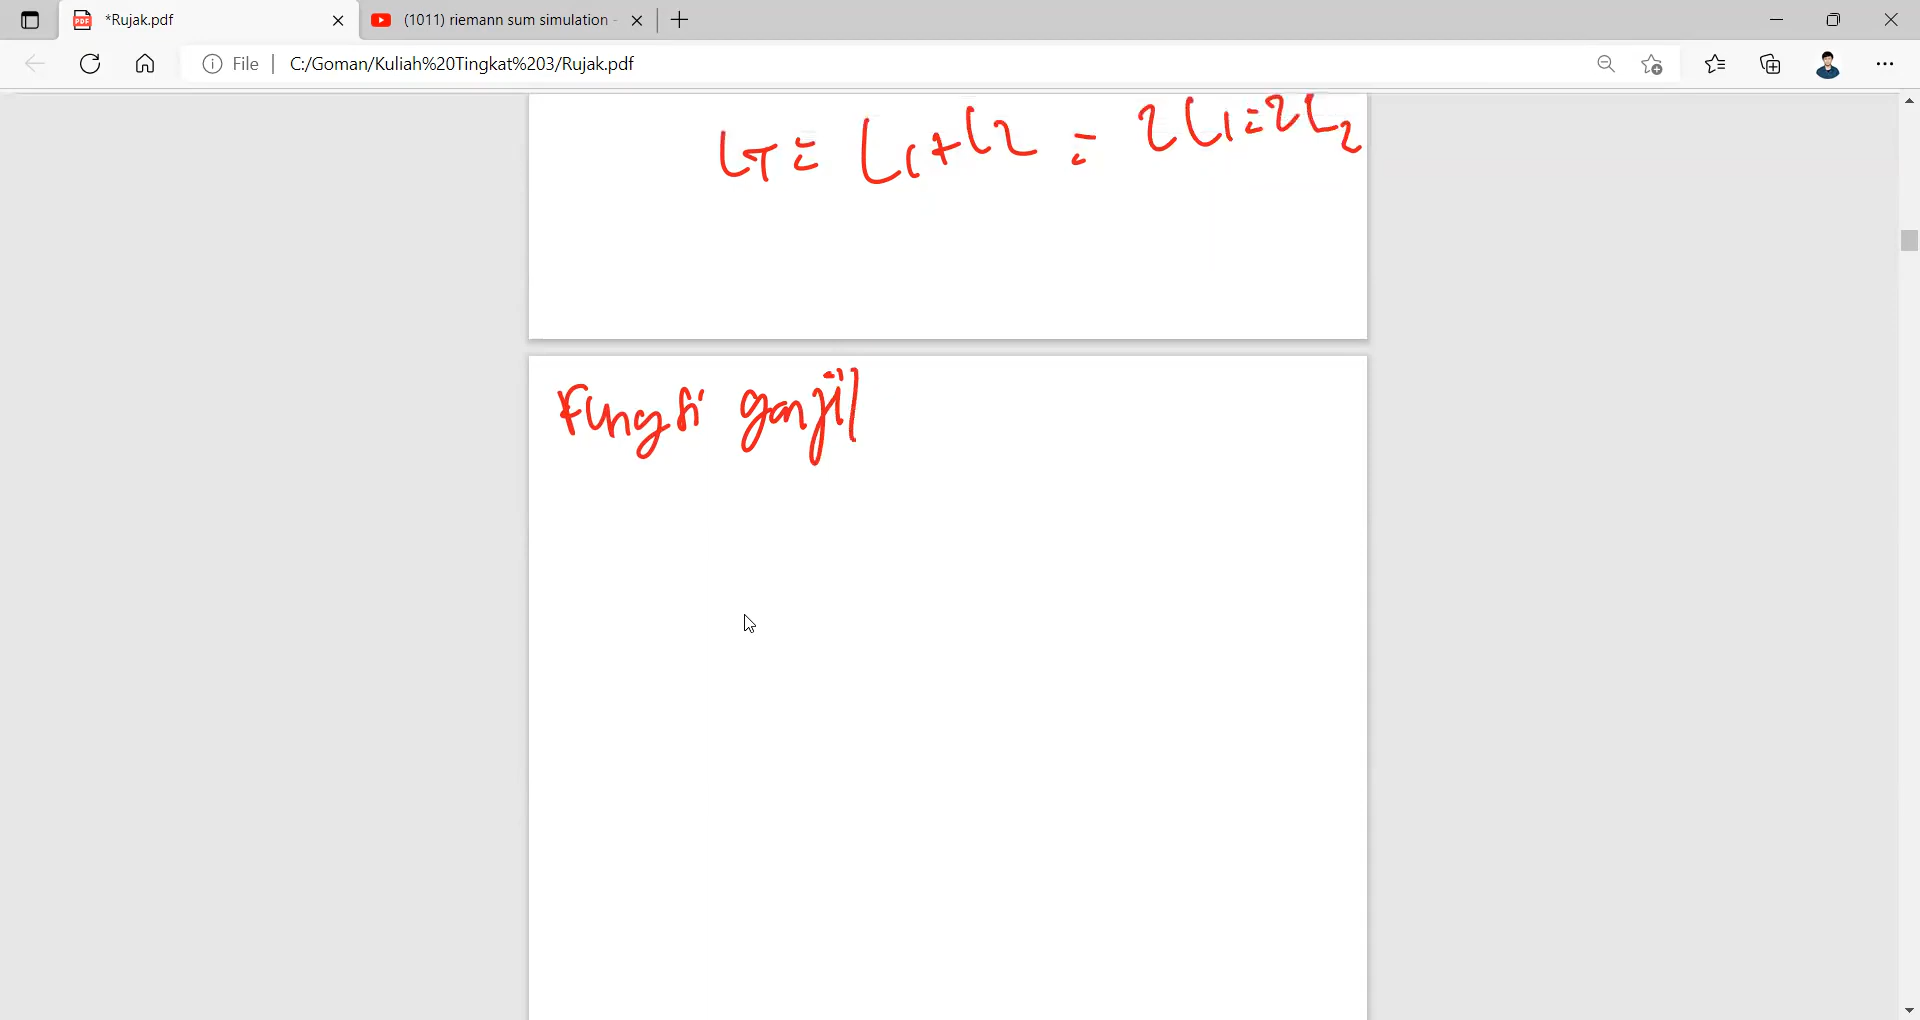 *Rujak.pdf
(1011) riemann sum simulation -
File | C:/Goman/Kuliah%20Tingkat%203/Rujak.pdf
LT = L1 + L2 = 2L1 = 2L2
Fungsi ganjil